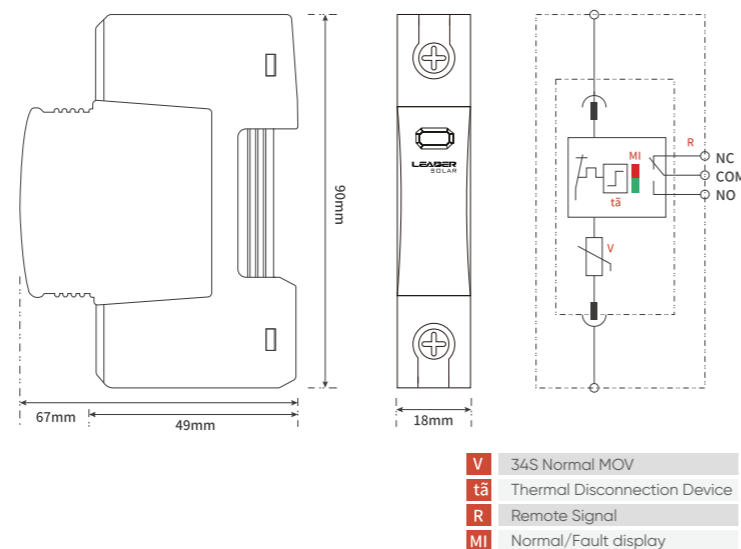 90mm
67mm
49mm
LEADER
SOLAR
18mm
R
MI
NC
COM
NO
tã
V
V 34S Normal MOV
tã Thermal Disconnection Device
R Remote Signal
MI Normal/Fault display